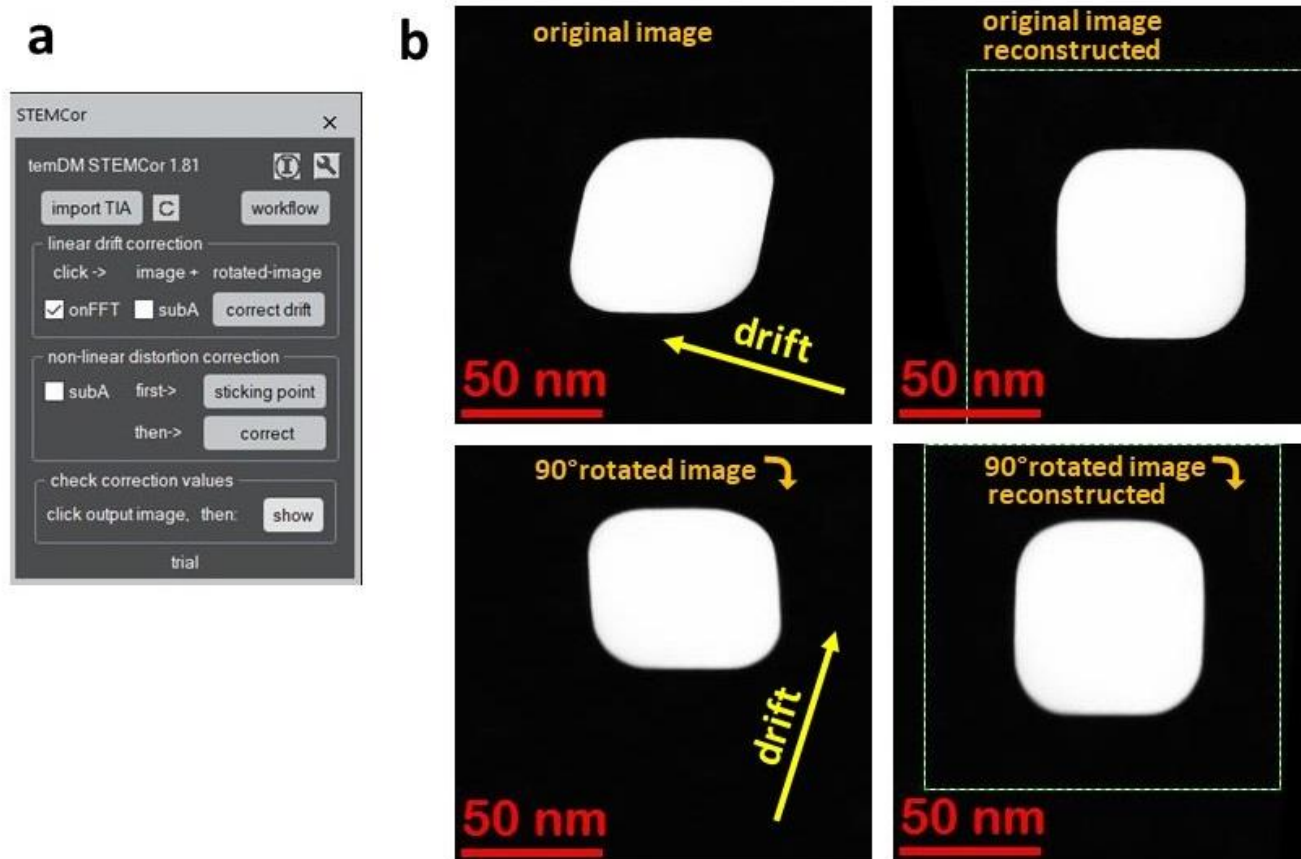 a
STEMCor ×
temDM STEMCor 1.81
import TIA C workflow
linear drift correction
click -> image + rotated-image
onFFT subA correct drift
non-linear distortion correction
subA first-> sticking point
then-> correct
check correction values
click output image, then: show
trial
b
original image
drift
50 nm
original image
reconstructed
50 nm
90°rotated image
drift
50 nm
90°rotated image
reconstructed
50 nm